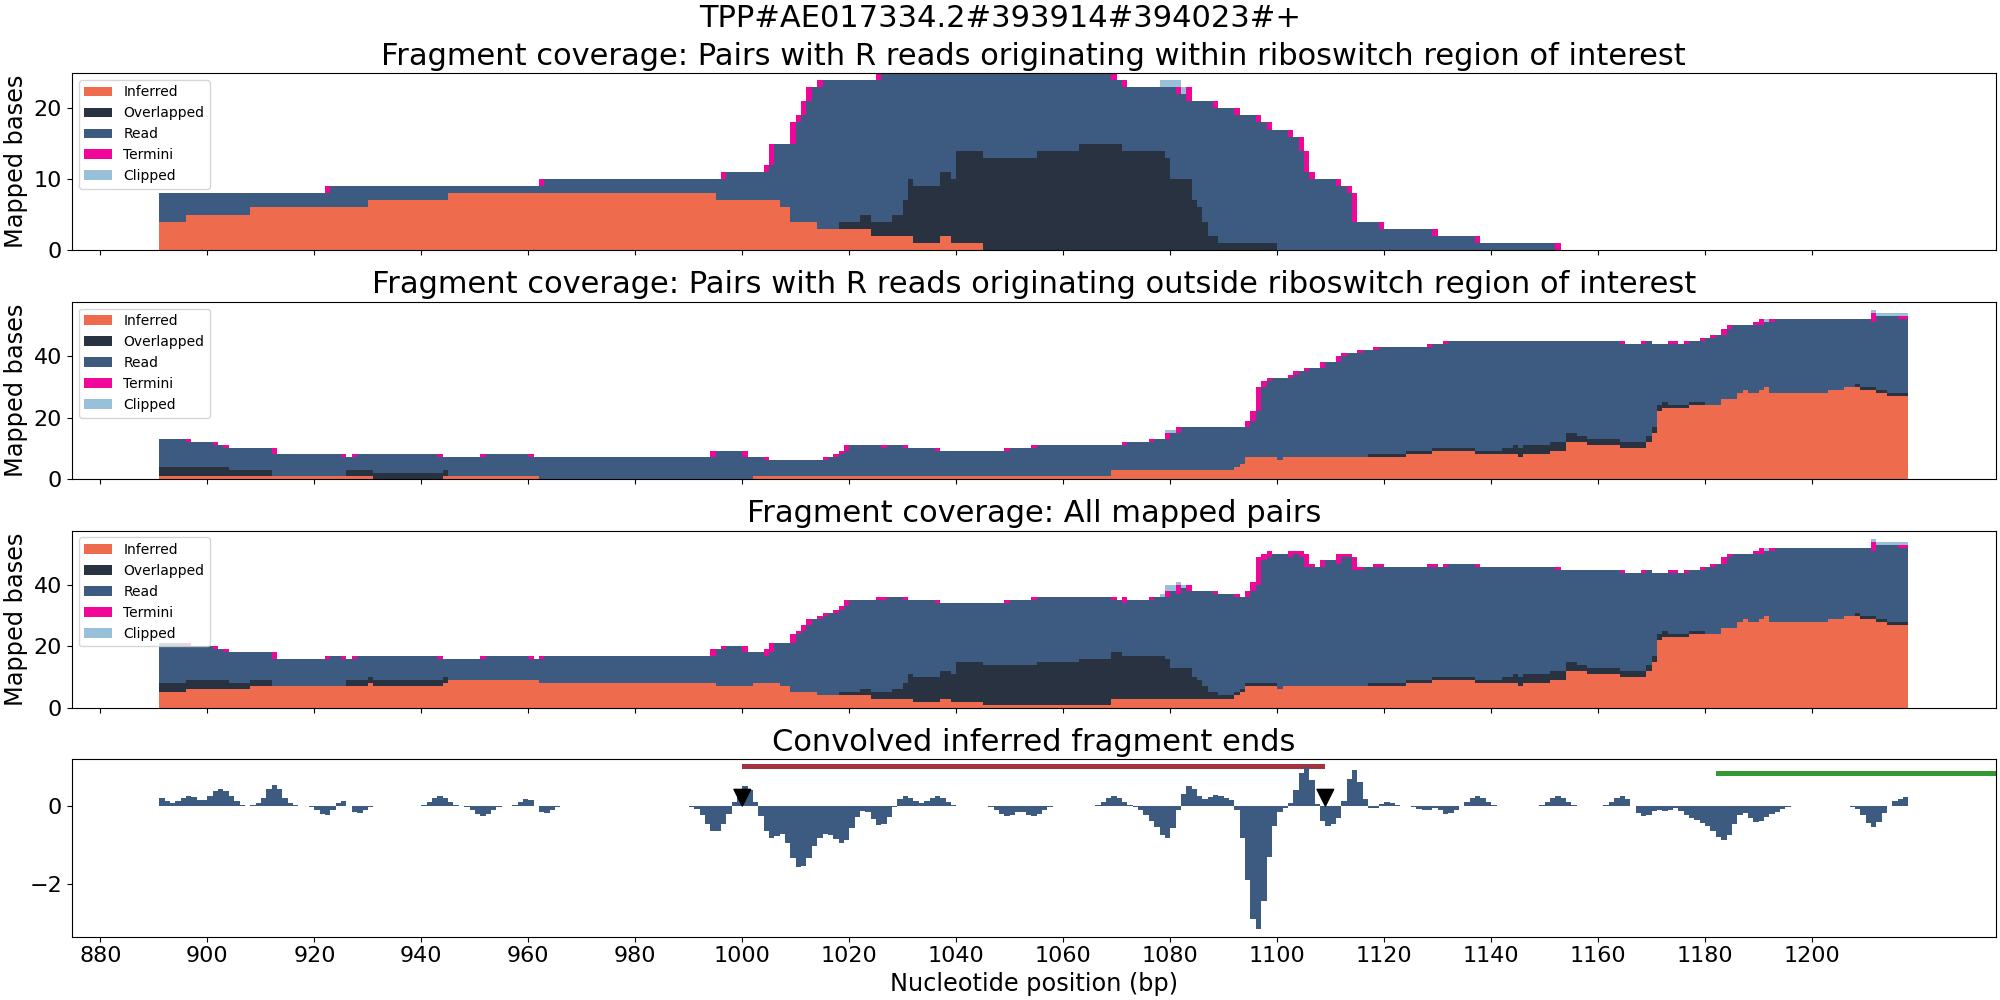 TPP#AE017334.2#393914#394023#+
Fragment coverage: Pairs with R reads originating within riboswitch region of interest
Mapped bases
20
10
0
Inferred
Overlapped
Read
Termini
Clipped
Fragment coverage: Pairs with R reads originating outside riboswitch region of interest
Mapped bases
40
20
0
Inferred
Overlapped
Read
Termini
Clipped
Fragment coverage: All mapped pairs
Mapped bases
40
20
0
Inferred
Overlapped
Read
Termini
Clipped
Convolved inferred fragment ends
0
−2
880 900 920 940 960 980 1000 1020 1040 1060 1080 1100 1120 1140 1160 1180 1200
Nucleotide position (bp)